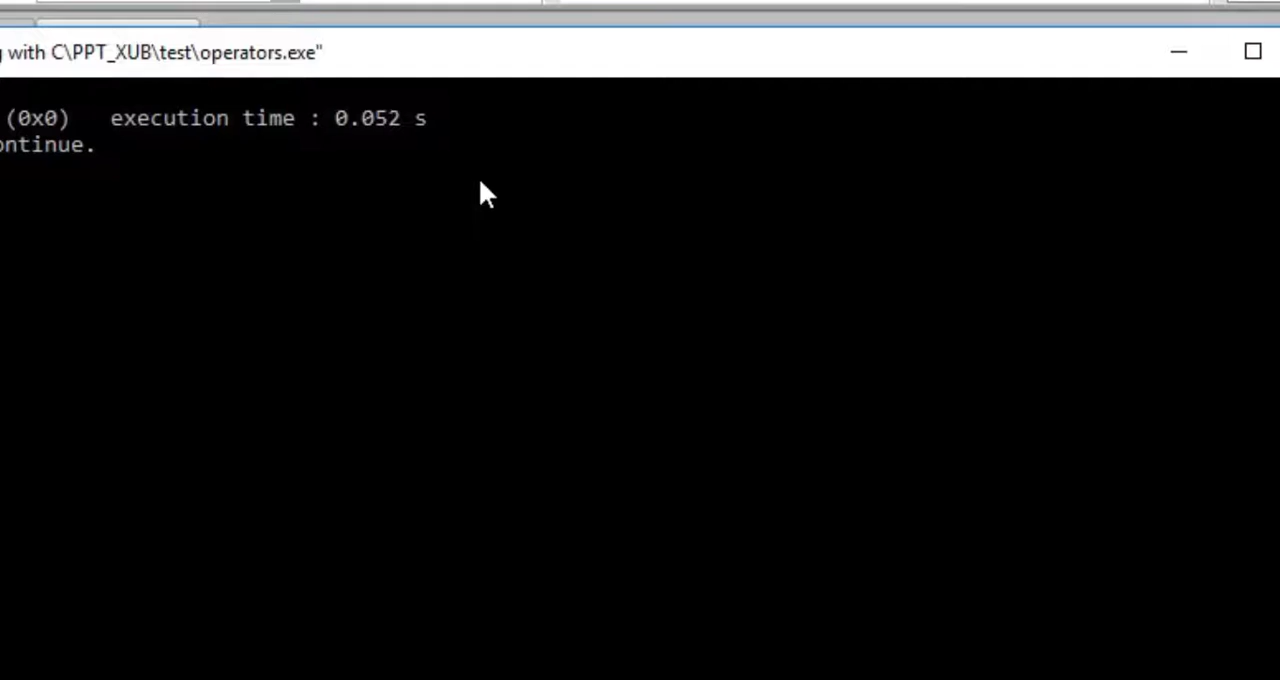 with C\PPT_XUB\test\operators.exe"
(0x0) execution time : 0.052 s
ontinue.